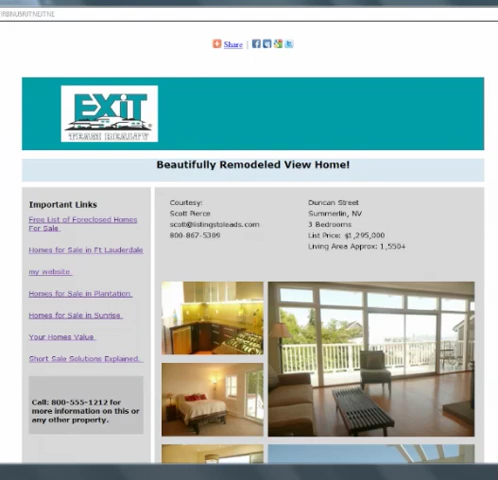 Share |
EXIT
TEAM REALTY
Beautifully Remodeled View Home!
Important Links
Free List of Foreclosed Homes
For Sale
Homes for Sale in Ft Lauderdale
my website
Homes for Sale in Plantation
Homes for Sale in Sunrise
Your Homes Value
Short Sale Solutions Explained.
Call: 800-555-1212 for
more information on this or
any other property.
Courtesy:
Scott Pierce
scott@listingstoleads.com
800-867-5309
Duncan Street
Summerlin, NV
3 Bedrooms
List Price: $1,295,000
Living Area Approx: 1,550+